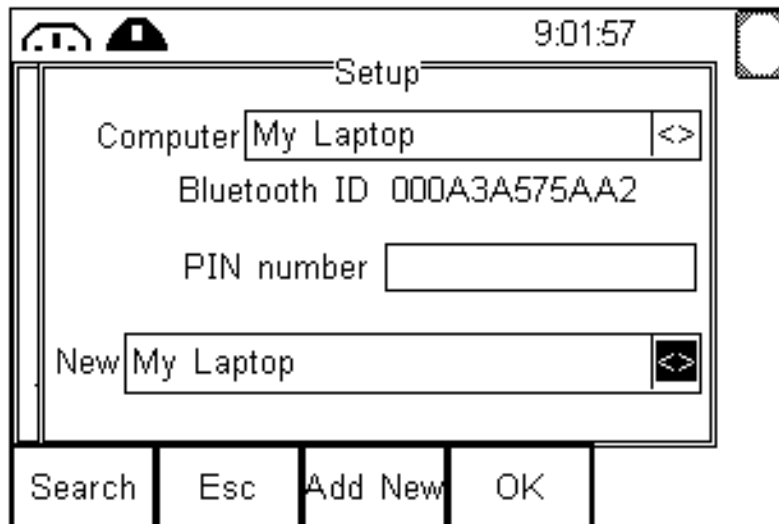 9:01:57
Setup
Computer My Laptop <>
Bluetooth ID 000A3A575AA2
PIN number
New My Laptop <>
Search Esc Add New OK